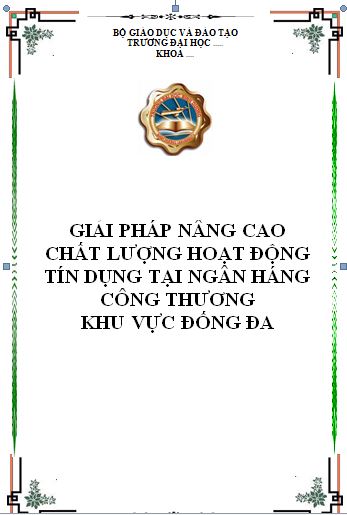 BỘ GIÁO DỤC VÀ ĐÀO TẠO
TRƯỜNG ĐẠI HỌC .....
KHOA ....
GIẢI PHÁP NÂNG CAO
CHẤT LƯỢNG HOẠT ĐỘNG
TÍN DỤNG TẠI NGÂN HÀNG
CÔNG THƯƠNG
KHU VỰC ĐỐNG ĐA